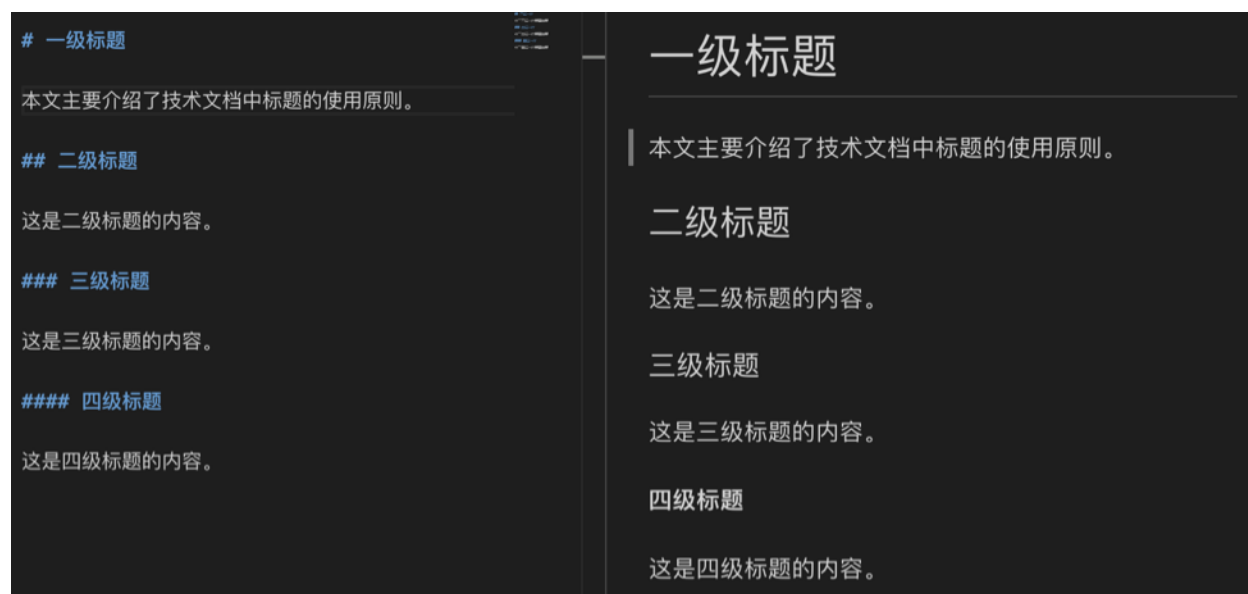 # 一级标题
本文主要介绍了技术文档中标题的使用原则。
## 二级标题
这是二级标题的内容。
### 三级标题
这是三级标题的内容。
#### 四级标题
这是四级标题的内容。
一级标题
本文主要介绍了技术文档中标题的使用原则。
二级标题
这是二级标题的内容。
三级标题
这是三级标题的内容。
四级标题
这是四级标题的内容。